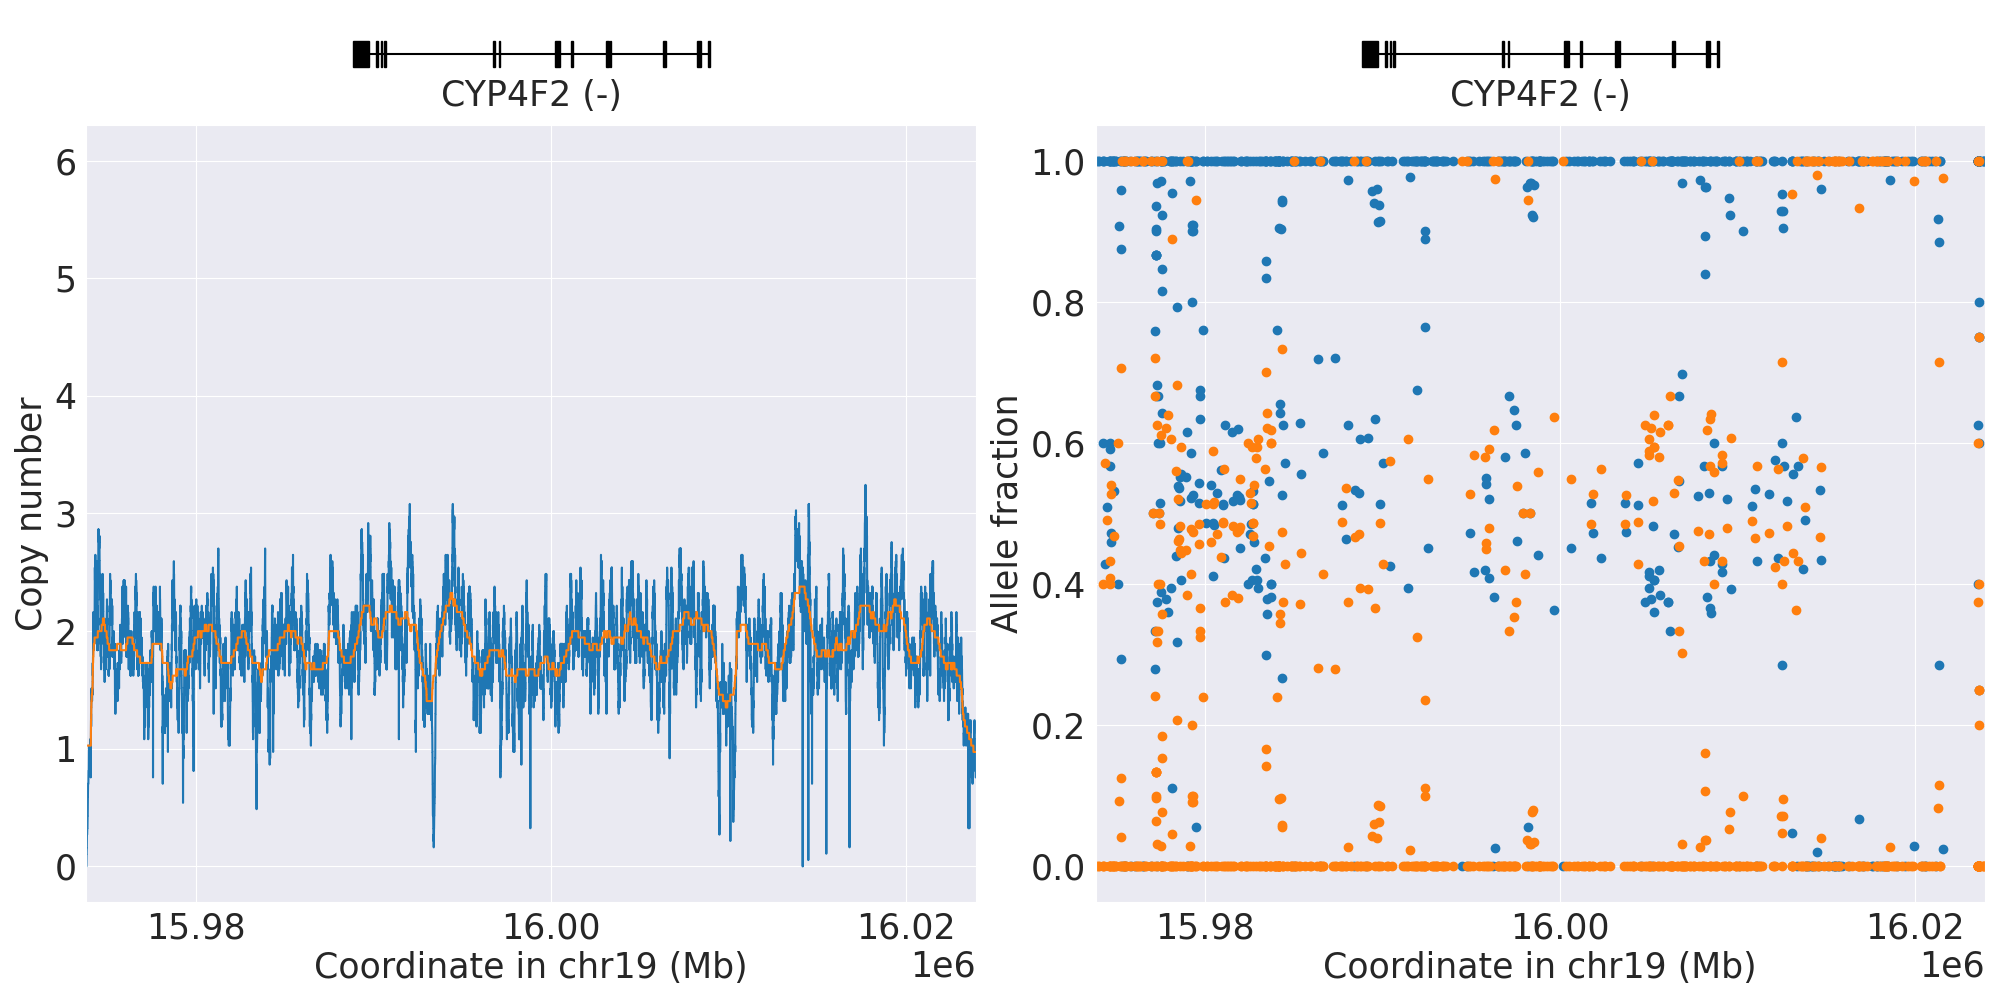 CYP4F2 (-)
Copy number
6
5
4
3
2
1
0
15.98
16.00
16.02
Coordinate in chr19 (Mb)
1e6
CYP4F2 (-)
Allele fraction
1.0
0.8
0.6
0.4
0.2
0.0
15.98
16.00
16.02
Coordinate in chr19 (Mb)
1e6